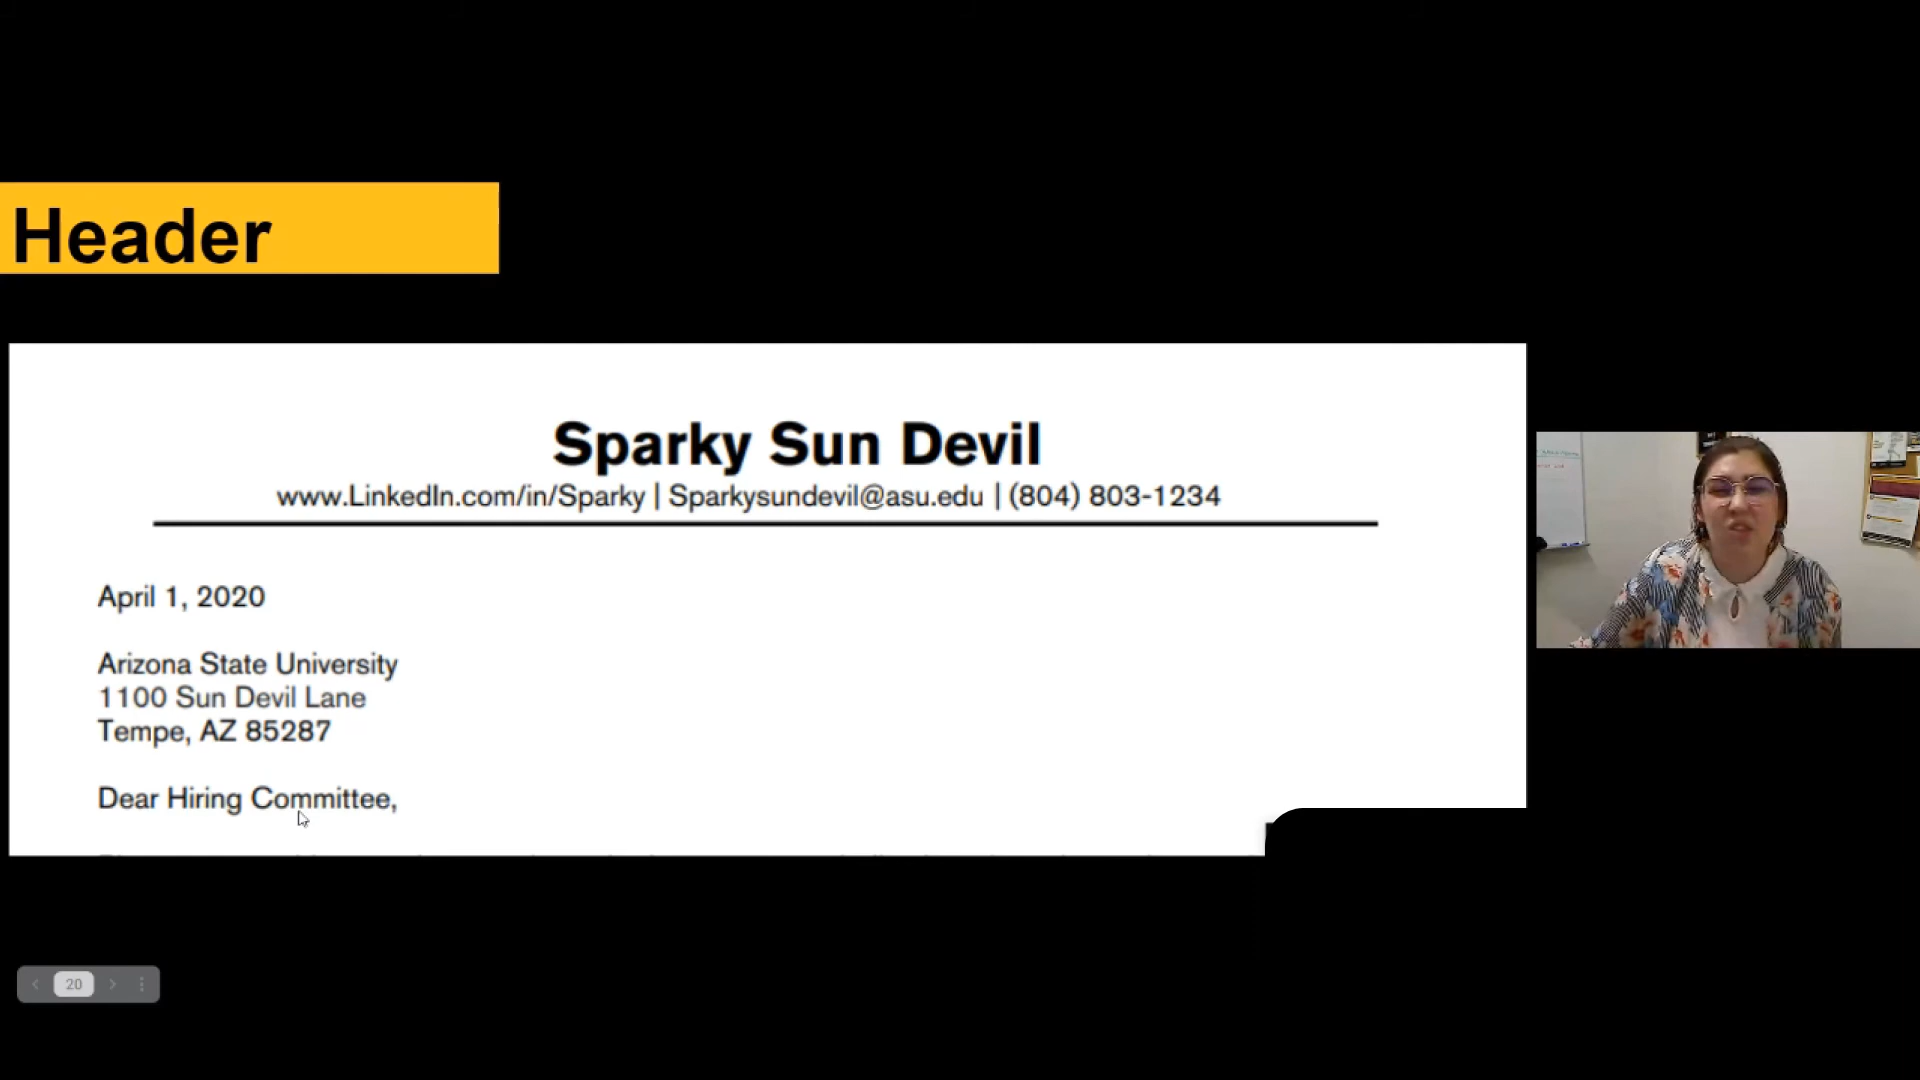 Header
Sparky Sun Devil
www.LinkedIn.com/in/Sparky | Sparkysundevil@asu.edu | (804) 803-1234
April 1, 2020
Arizona State University
1100 Sun Devil Lane
Tempe, AZ 85287
Dear Hiring Committee,
20